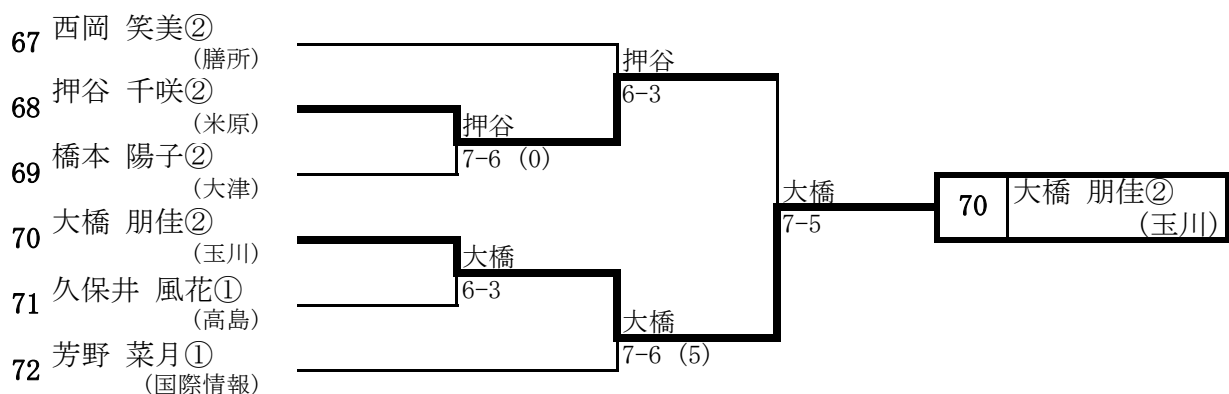 67 西岡 笑美②
(膳所)
68 押谷 千咲②
(米原)
69 橋本 陽子②
(大津)
70 大橋 朋佳②
(玉川)
71 久保井 風花①
(高島)
72 芳野 菜月①
(国際情報)
押谷
7-6 (0)
大橋
6-3
押谷
6-3
大橋
7-6 (5)
大橋
7-5
70 大橋 朋佳②
(玉川)